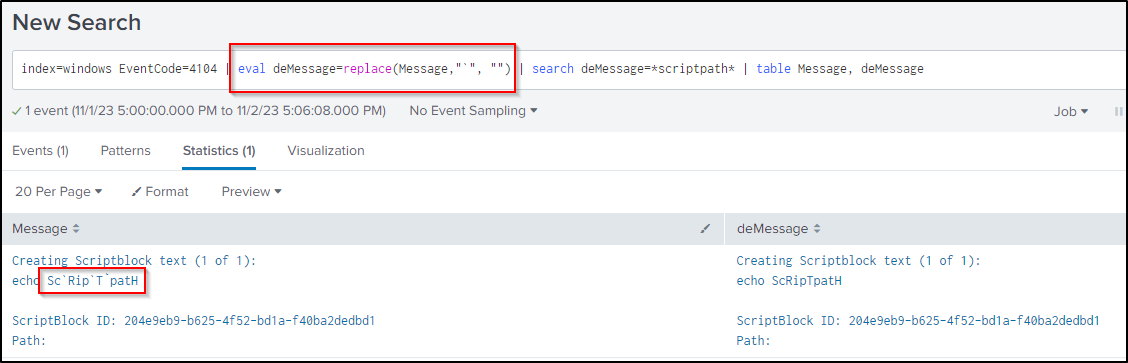 New Search
index=windows EventCode=4104 | eval deMessage=replace(Message,"`", "") | search deMessage=*scriptpath* | table Message, deMessage
✓ 1 event (11/1/23 5:00:00.000 PM to 11/2/23 5:06:08.000 PM) No Event Sampling Job
Events (1) Patterns Statistics (1) Visualization
20 Per Page Format Preview
Message deMessage
Creating Scriptblock text (1 of 1): Creating Scriptblock text (1 of 1):
echo Sc`Rip`T`patH echo ScRipTpatH
ScriptBlock ID: 204e9eb9-b625-4f52-bd1a-f40ba2dedbd1 ScriptBlock ID: 204e9eb9-b625-4f52-bd1a-f40ba2dedbd1
Path: Path: